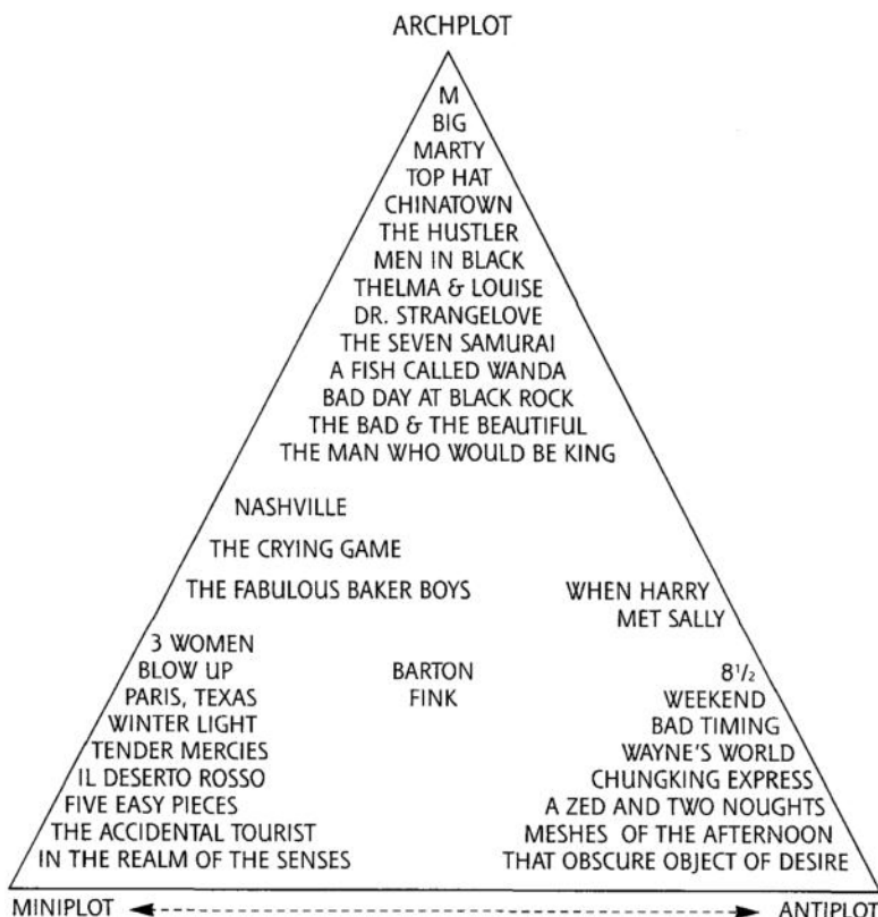 ARCHPLOT
M
BIG
MARTY
TOP HAT
CHINATOWN
THE HUSTLER
MEN IN BLACK
THELMA & LOUISE
DR. STRANGELOVE
THE SEVEN SAMURAI
A FISH CALLED WANDA
BAD DAY AT BLACK ROCK
THE BAD & THE BEAUTIFUL
THE MAN WHO WOULD BE KING
NASHVILLE
THE CRYING GAME
THE FABULOUS BAKER BOYS
WHEN HARRY
MET SALLY
3 WOMEN
BLOW UP
PARIS, TEXAS
WINTER LIGHT
TENDER MERCIES
IL DESERTO ROSSO
FIVE EASY PIECES
THE ACCIDENTAL TOURIST
IN THE REALM OF THE SENSES
BARTON
FINK
8½
WEEKEND
BAD TIMING
WAYNE'S WORLD
CHUNGKING EXPRESS
A ZED AND TWO NOUGHTS
MESHES OF THE AFTERNOON
THAT OBSCURE OBJECT OF DESIRE
MINIPLOT
ANTIPLOT